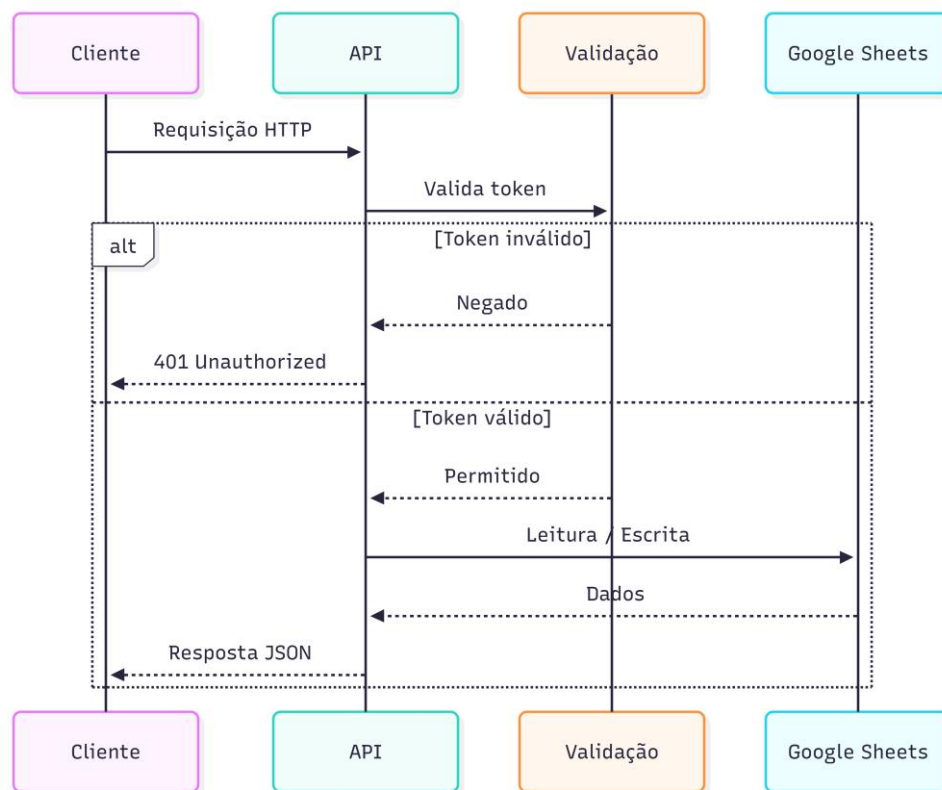 Cliente API Validação Google Sheets
Requisição HTTP
Valida token
alt [Token inválido]
Negado
401 Unauthorized
[Token válido]
Permitido
Leitura / Escrita
Dados
Resposta JSON
Cliente API Validação Google Sheets